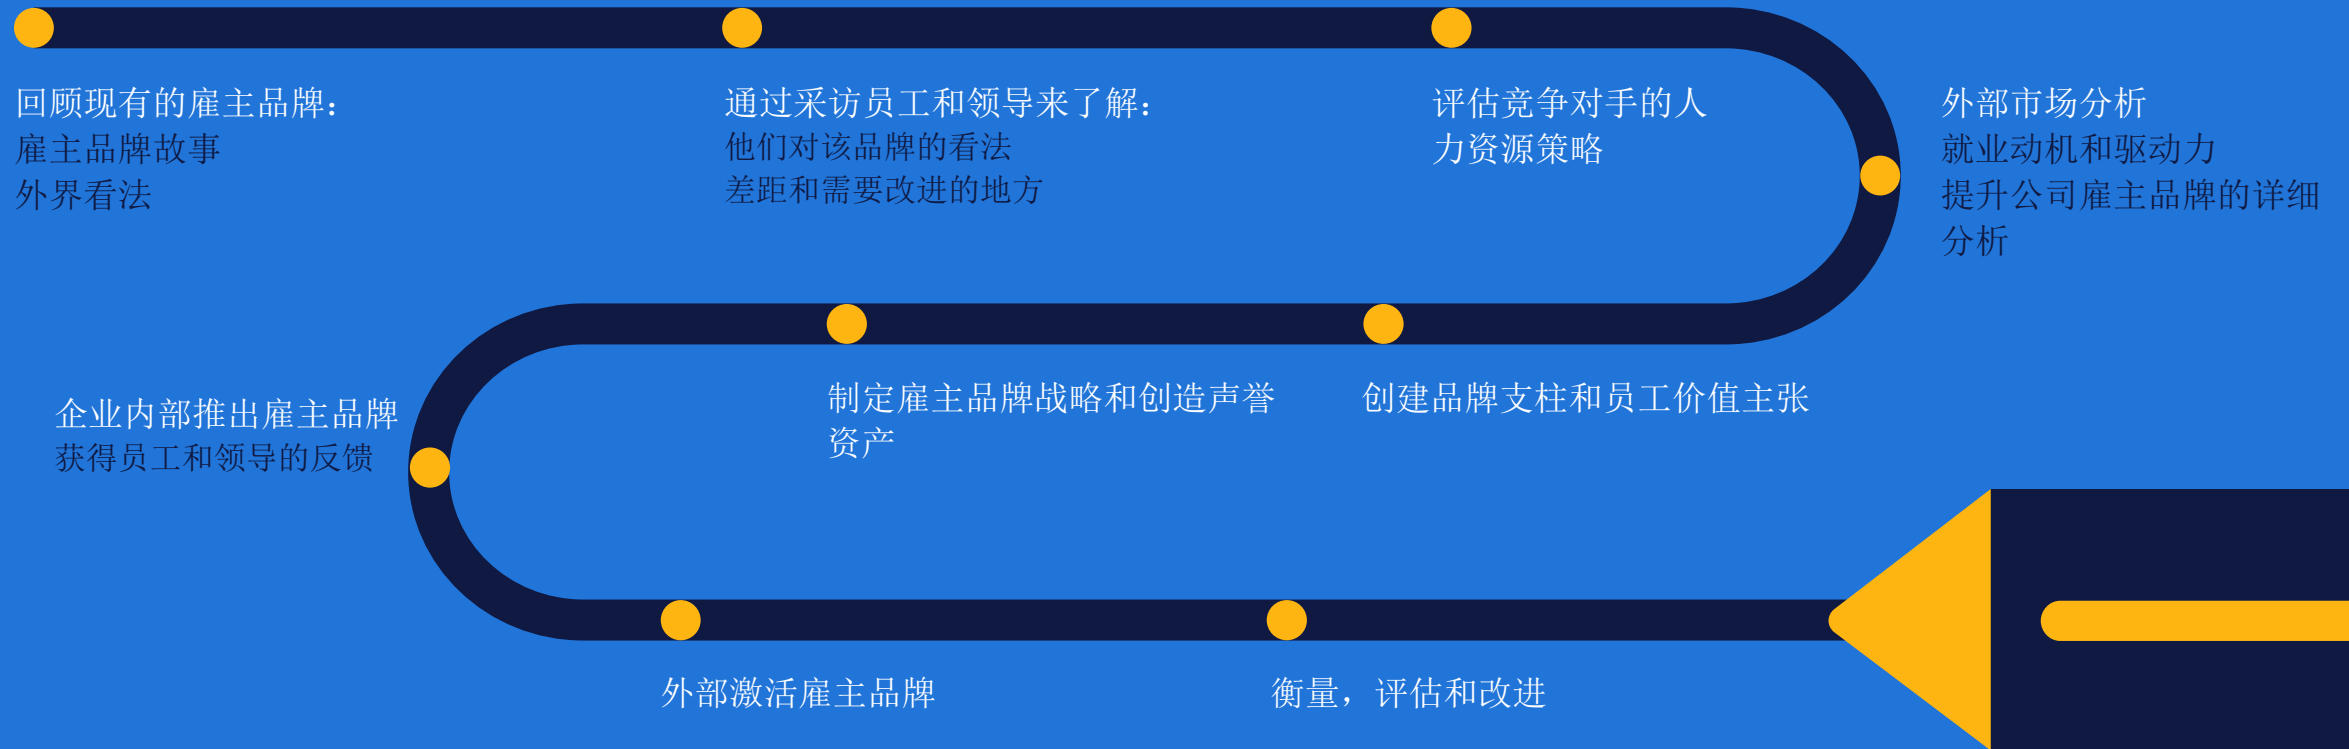 回顾现有的雇主品牌：
雇主品牌故事
外界看法
通过采访员工和领导来了解：
他们对该品牌的看法
差距和需要改进的地方
评估竞争对手的人
力资源策略
外部市场分析
就业动机和驱动力
提升公司雇主品牌的详细
分析
创建品牌支柱和员工价值主张
制定雇主品牌战略和创造声誉
资产
企业内部推出雇主品牌
获得员工和领导的反馈
外部激活雇主品牌
衡量，评估和改进